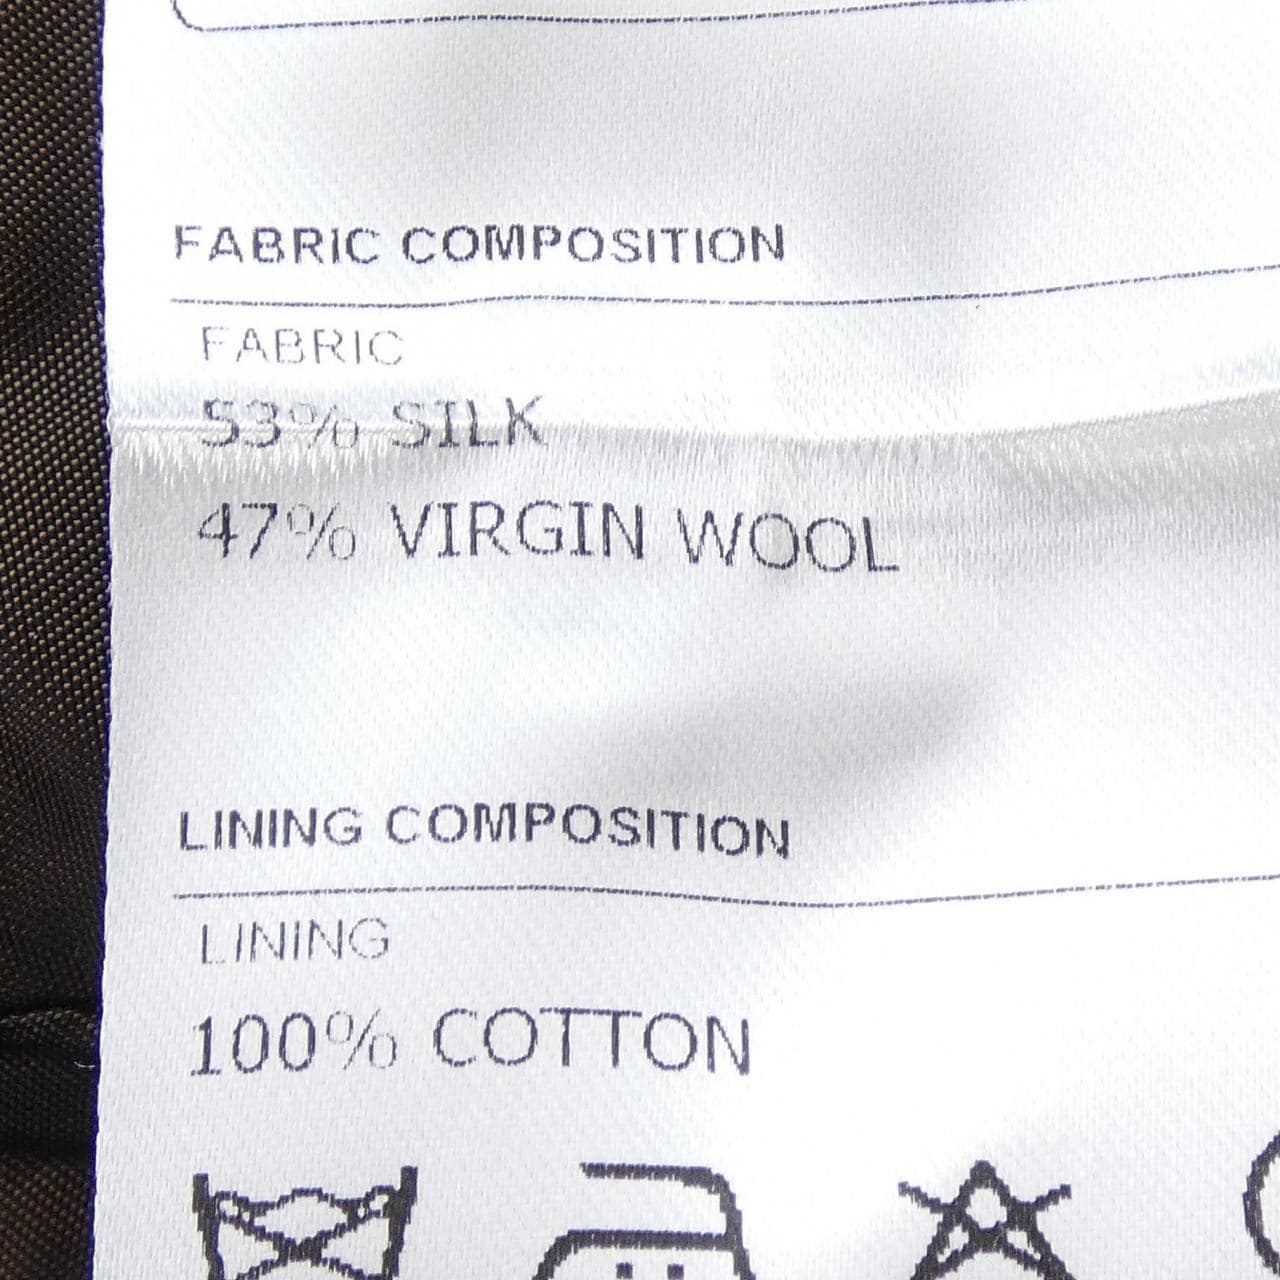 FABRIC COMPOSITION
FABRIC
53% SILK
47% VIRGIN WOOL
LINING COMPOSITION
LINING
100% COTTON